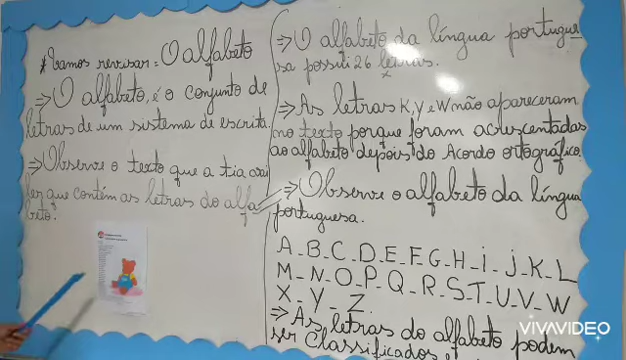 * Vamos revisar: O alfabeto
⇒ O alfabeto, é o conjunto de
letras de um sistema de escrita.
⇒ Observe o texto que a tia vai
ler que contém as letras do alfa
beto.
⇒ O alfabeto da língua portugue
sa possui 26 letras.
⇒ As letras K, Y e W não apareceram
no texto porque foram acrescentadas
ao alfabeto depois do Acordo ortográfico.
⇒ Observe o alfabeto da língua
portuguesa.
A - B - C - D - E - F - G - H - i - j - K - L
M - N - O - P - Q - R - S - T - U - V - W
X - Y - Z.
⇒ As letras do alfabeto podem
ser classificados
VIVAVIDEO